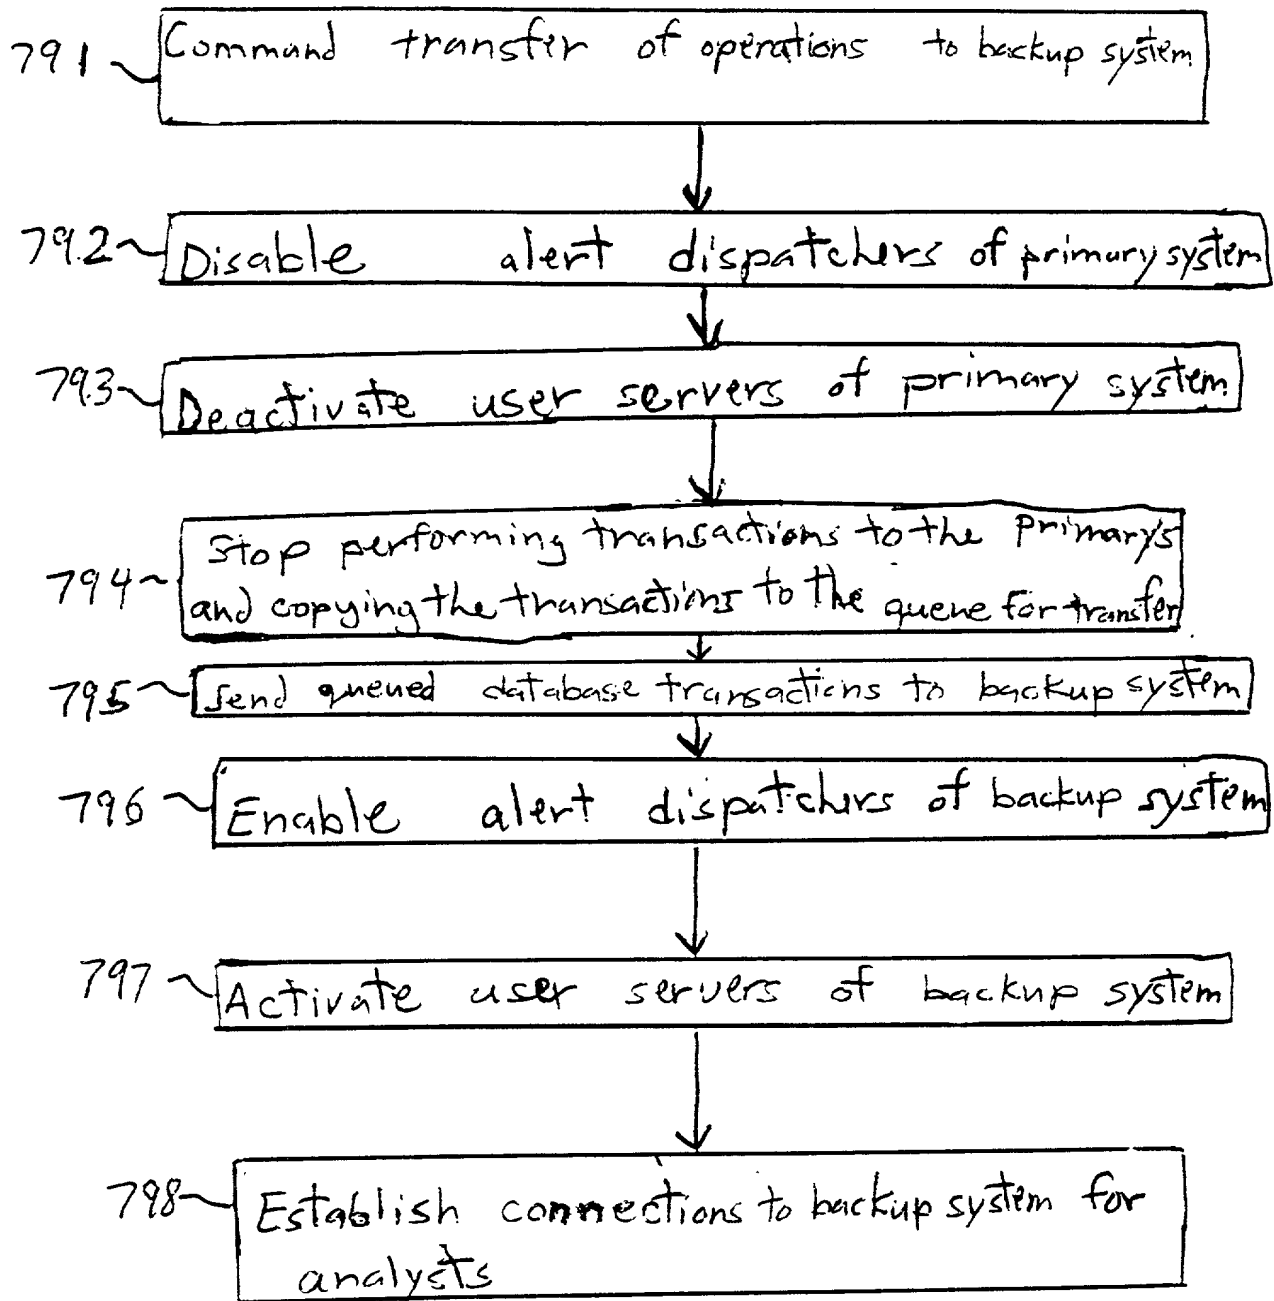 791 Command transfer of operations to backup system
792 Disable alert dispatchers of primary system
793 Deactivate user servers of primary system
Stop performing transactions to the primary's
794 and copying the transactions to the queue for transfer
795 Send queued database transactions to backup system
796 Enable alert dispatchers of backup system
797 Activate user servers of backup system
798 Establish connections to backup system for
analysts